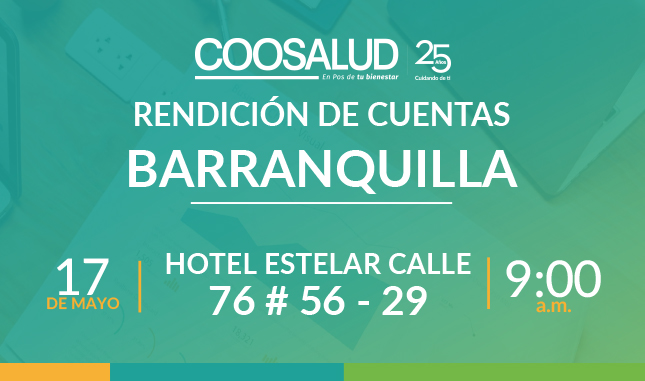 COOSALUD
En Pos de tu bienestar
25
Años
Cuidando de ti
RENDICIÓN DE CUENTAS
BARRANQUILLA
17
DE MAYO
HOTEL ESTELAR CALLE
76 # 56 - 29
9:00
a.m.